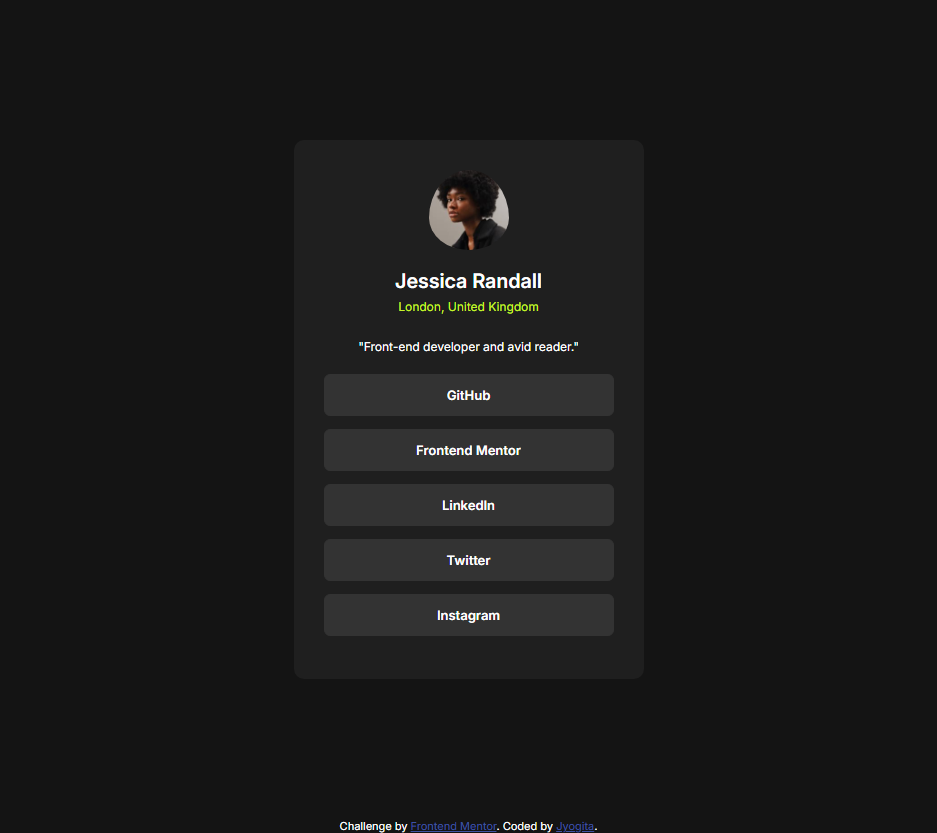 Jessica Randall
London, United Kingdom
"Front-end developer and avid reader."
GitHub
Frontend Mentor
LinkedIn
Twitter
Instagram
Challenge by Frontend Mentor. Coded by Jyogita.